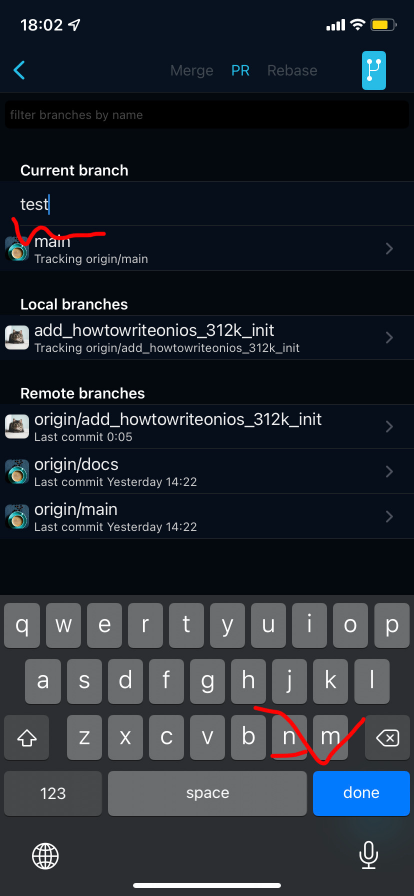 18:02
Merge PR Rebase
filter branches by name
Current branch
test
main
Tracking origin/main
Local branches
add_howtowriteonios_312k_init
Tracking origin/add_howtowriteonios_312k_init
Remote branches
origin/add_howtowriteonios_312k_init
Last commit 0:05
origin/docs
Last commit Yesterday 14:22
origin/main
Last commit Yesterday 14:22
q w e r t y u i o p
a s d f g h j k l
z x c v b n m
123 space done